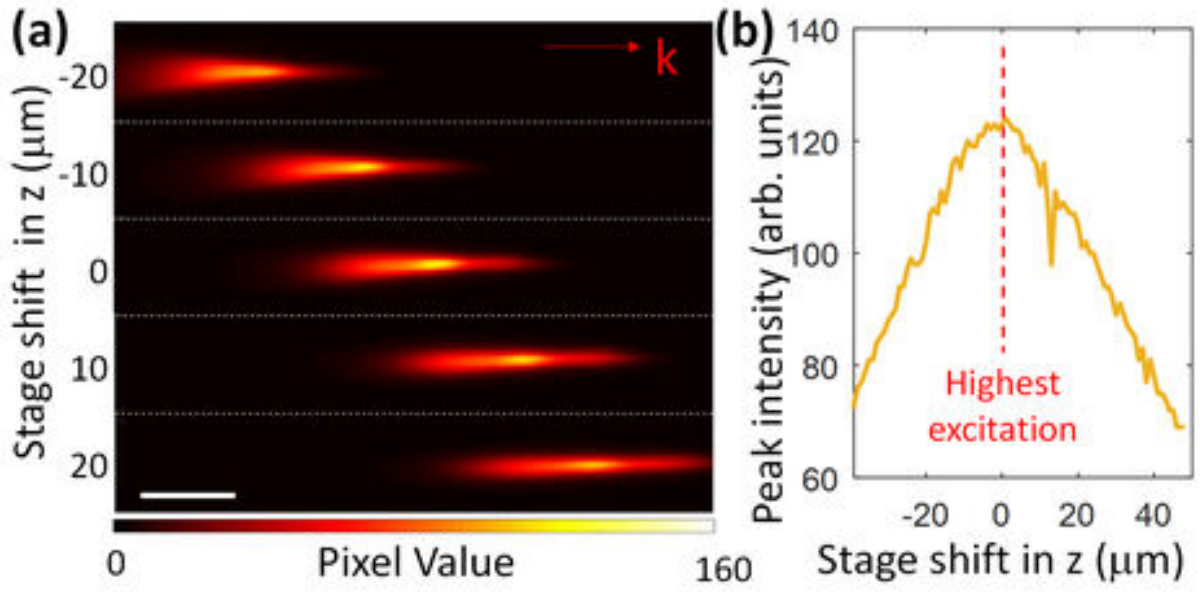 (a)
k
Stage shift in z (μm)
-20
-10
0
10
20
0
Pixel Value
160
(b)
Peak intensity (arb. units)
140
120
100
80
60
Highest
excitation
-20
0
20
40
Stage shift in z (μm)